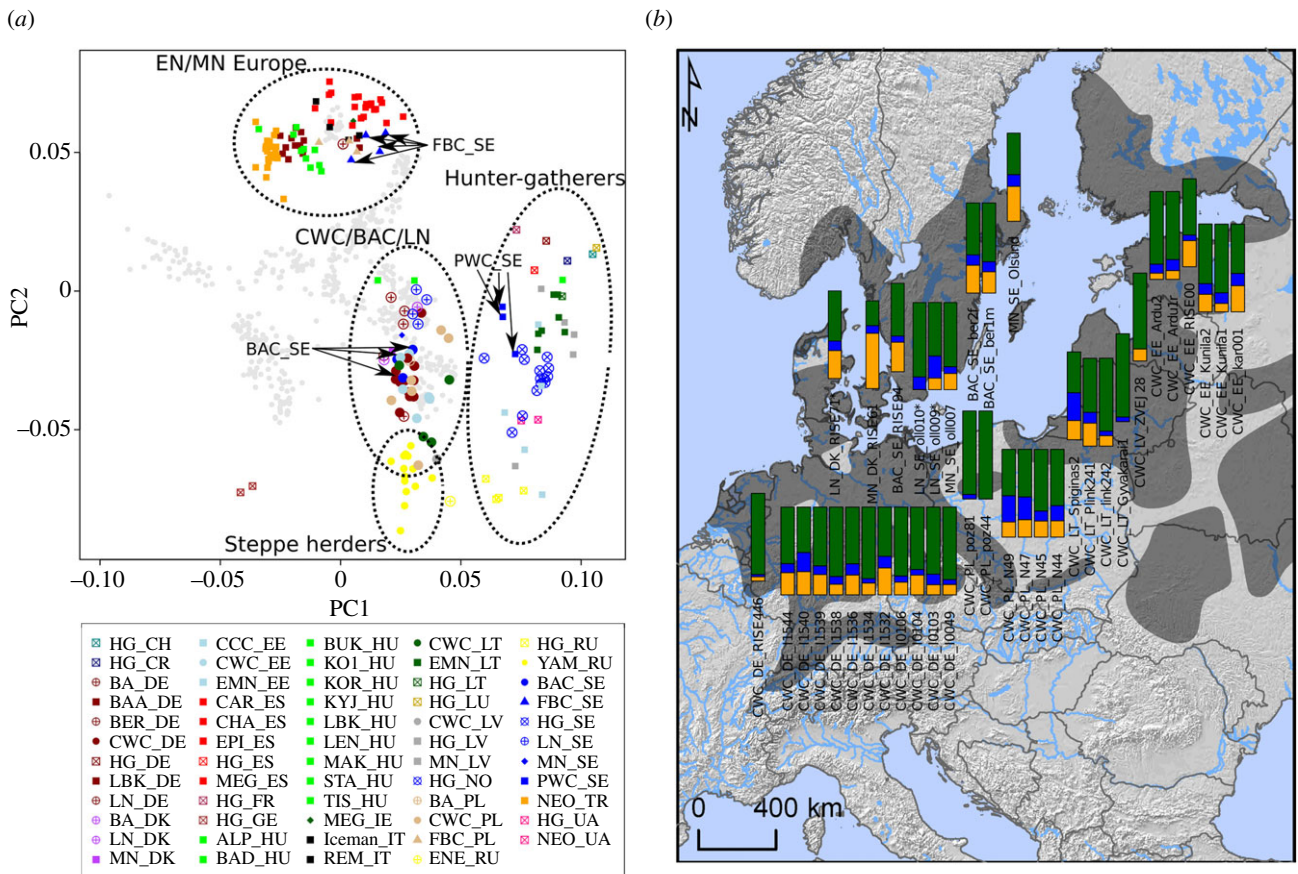 (a)
EN/MN Europe
FBC_SE
Hunter-gatherers
CWC/BAC/LN
PWC_SE
BAC_SE
Steppe herders
0.05
0
–0.05
PC2
–0.10
–0.05
0
0.05
0.10
PC1
HG_CH
HG_CR
BA_DE
BAA_DE
BER_DE
CWC_DE
HG_DE
LBK_DE
LN_DE
BA_DK
LN_DK
MN_DK
CCC_EE
CWC_EE
EMN_EE
CAR_ES
CHA_ES
EPI_ES
HG_ES
MEG_ES
HG_FR
HG_GE
ALP_HU
BAD_HU
BUK_HU
KO1_HU
KOR_HU
KYJ_HU
LBK_HU
LEN_HU
MAK_HU
STA_HU
TIS_HU
MEG_IE
Iceman_IT
REM_IT
CWC_LT
EMN_LT
HG_LT
HG_LU
CWC_LV
HG_LV
MN_LV
HG_NO
BA_PL
CWC_PL
FBC_PL
ENE_RU
HG_RU
YAM_RU
BAC_SE
FBC_SE
HG_SE
LN_SE
MN_SE
PWC_SE
NEO_TR
HG_UA
NEO_UA
(b)
N
MN_SE_Olsund
BAC_SE_ber2f
BAC_SE_ber1m
CWC_EE_Ardu2
CWC_EE_Ardu1r
CWC_EE_RISE00
CWC_EE_Kunila2
CWC_EE_Kunila1
CWC_EE_kar001
LN_DK_RISE71*
MN_DK_RISE61
BAC_SE_RISE94
LN_SE_oll010*
LN_SE_oll009*
MN_SE_oll007
CWC_LV_ZVEJ 28
CWC_LT_Spiginas2
CWC_LT_Plink241
CWC_LT_plink242
CWC_LT_Gyvakarai1
CWC_PL_poz81
CWC_PL_poz44
CWC_PL_N49
CWC_PL_N47
CWC_PL_N45
CWC_PL_N44
CWC_DE_RISE446
CWC_DE_I1544
CWC_DE_I1540
CWC_DE_I1539
CWC_DE_I1538
CWC_DE_I1536
CWC_DE_I1534
CWC_DE_I1532
CWC_DE_I0106
CWC_DE_I0104
CWC_DE_I0103
CWC_DE_I0049
0 400 km